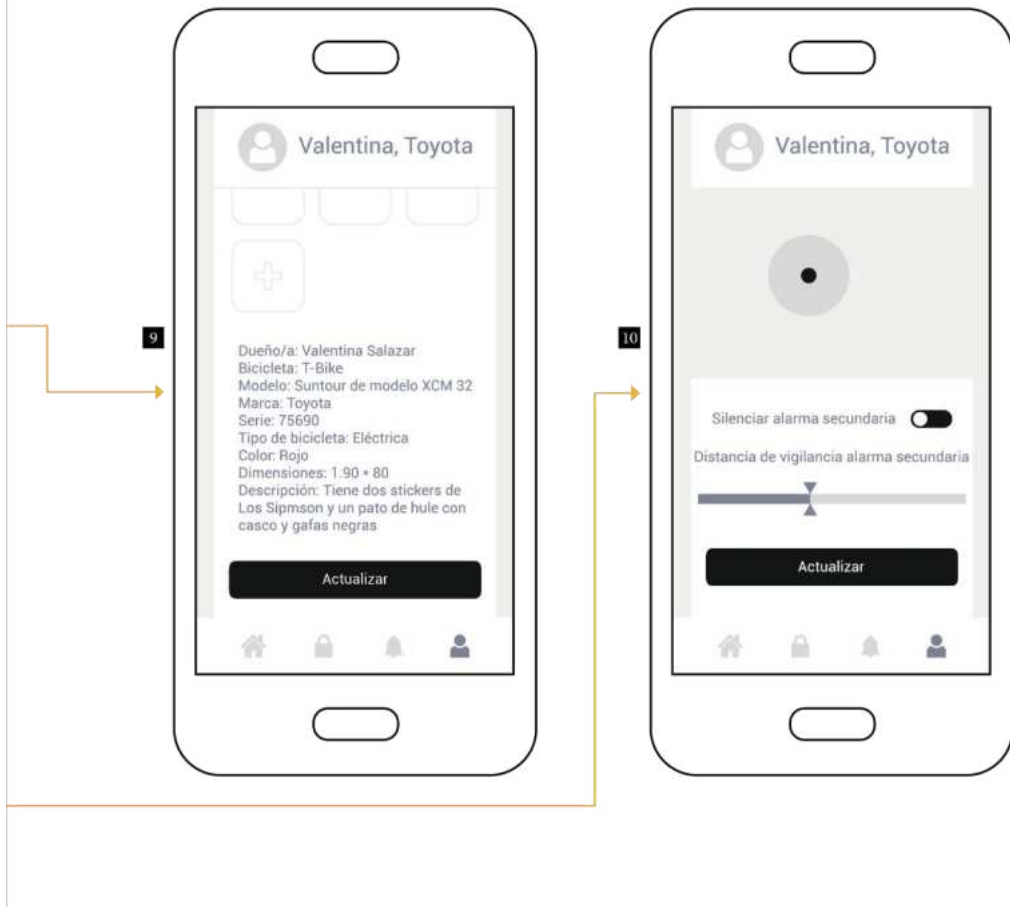 Valentina, Toyota
9
Dueño/a: Valentina Salazar
Bicicleta: T-Bike
Modelo: Suntour de modelo XCM 32
Marca: Toyota
Serie: 75690
Tipo de bicicleta: Eléctrica
Color: Rojo
Dimensiones: 1.90 * 80
Descripción: Tiene dos stickers de
Los Sipmson y un pato de hule con
casco y gafas negras
Actualizar
Valentina, Toyota
10
Silenciar alarma secundaria
Distancia de vigilancia alarma secundaria
Actualizar